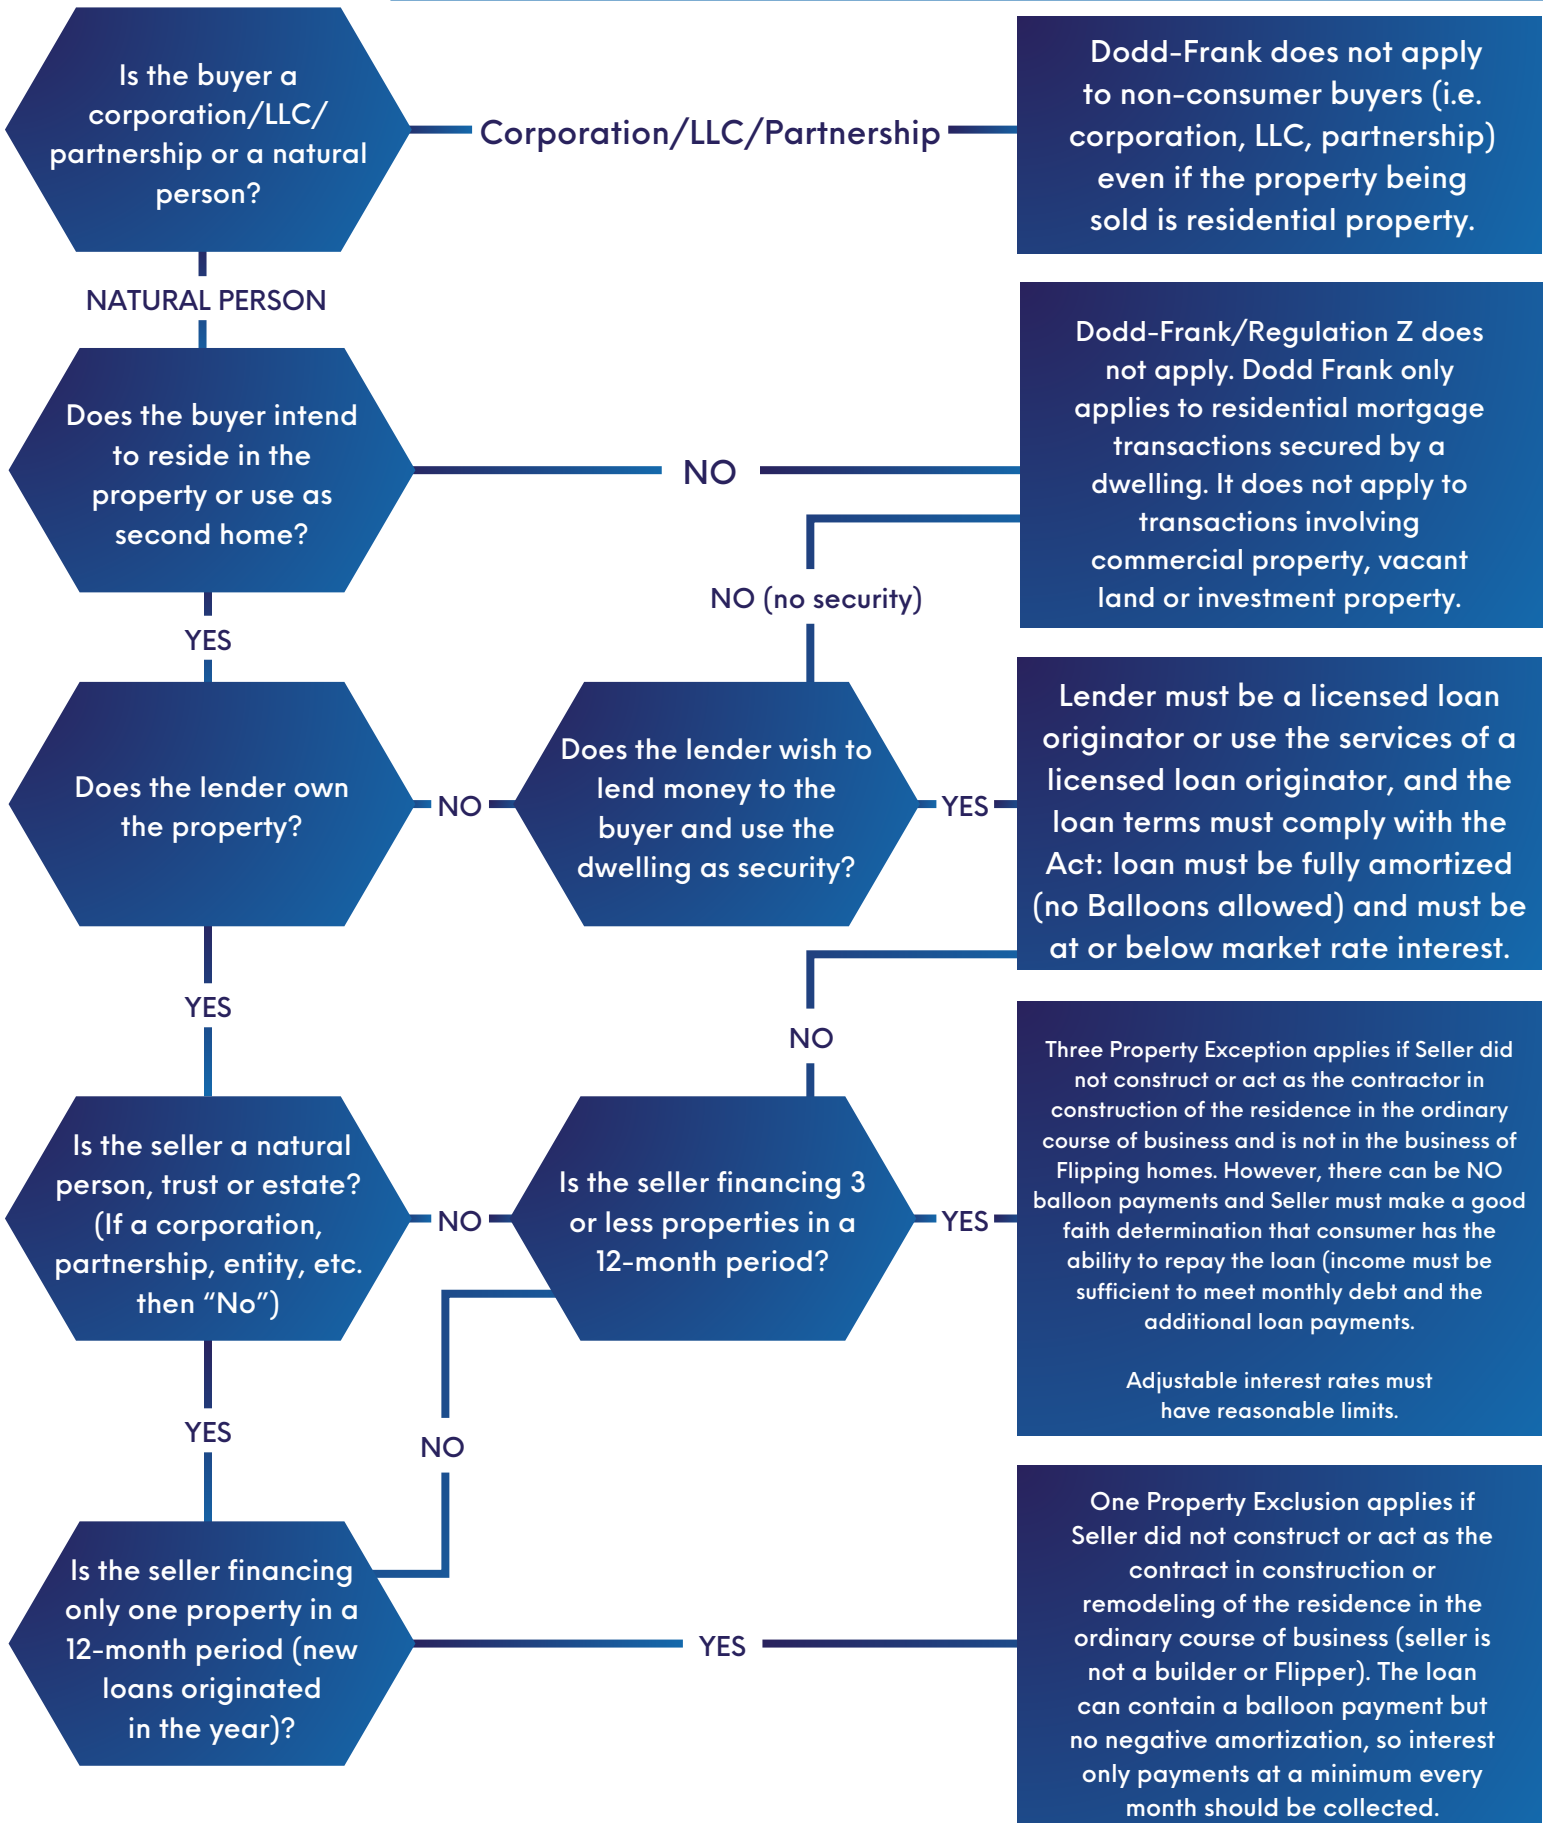 Is the buyer a
corporation/LLC/
partnership or a natural
person?
Corporation/LLC/Partnership
Dodd-Frank does not apply
to non-consumer buyers (i.e.
corporation, LLC, partnership)
even if the property being
sold is residential property.
NATURAL PERSON
Does the buyer intend
to reside in the
property or use as
second home?
NO
Dodd-Frank/Regulation Z does
not apply. Dodd Frank only
applies to residential mortgage
transactions secured by a
dwelling. It does not apply to
transactions involving
commercial property, vacant
land or investment property.
NO (no security)
YES
Does the lender own
the property?
NO
Does the lender wish to
lend money to the
buyer and use the
dwelling as security?
YES
Lender must be a licensed loan
originator or use the services of a
licensed loan originator, and the
loan terms must comply with the
Act: loan must be fully amortized
(no Balloons allowed) and must be
at or below market rate interest.
YES
NO
Is the seller a natural
person, trust or estate?
(If a corporation,
partnership, entity, etc.
then “No”)
NO
Is the seller financing 3
or less properties in a
12-month period?
YES
Three Property Exception applies if Seller did
not construct or act as the contractor in
construction of the residence in the ordinary
course of business and is not in the business of
Flipping homes. However, there can be NO
balloon payments and Seller must make a good
faith determination that consumer has the
ability to repay the loan (income must be
sufficient to meet monthly debt and the
additional loan payments.
Adjustable interest rates must
have reasonable limits.
YES
NO
Is the seller financing
only one property in a
12-month period (new
loans originated
in the year)?
YES
One Property Exclusion applies if
Seller did not construct or act as the
contract in construction or
remodeling of the residence in the
ordinary course of business (seller is
not a builder or Flipper). The loan
can contain a balloon payment but
no negative amortization, so interest
only payments at a minimum every
month should be collected.